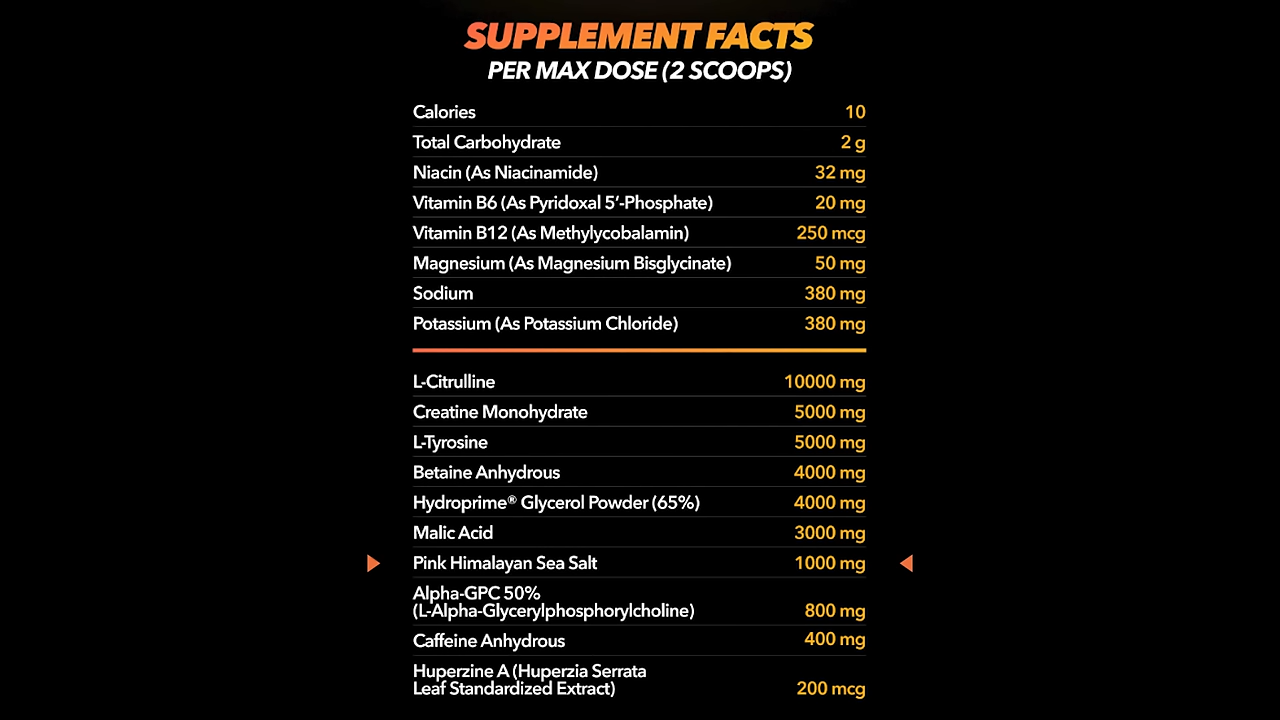 SUPPLEMENT FACTS
PER MAX DOSE (2 SCOOPS)
Calories 10
Total Carbohydrate 2 g
Niacin (As Niacinamide) 32 mg
Vitamin B6 (As Pyridoxal 5'-Phosphate) 20 mg
Vitamin B12 (As Methylycobalamin) 250 mcg
Magnesium (As Magnesium Bisglycinate) 50 mg
Sodium 380 mg
Potassium (As Potassium Chloride) 380 mg
L-Citrulline 10000 mg
Creatine Monohydrate 5000 mg
L-Tyrosine 5000 mg
Betaine Anhydrous 4000 mg
Hydroprime® Glycerol Powder (65%) 4000 mg
Malic Acid 3000 mg
Pink Himalayan Sea Salt 1000 mg
Alpha-GPC 50%
(L-Alpha-Glycerylphosphorylcholine) 800 mg
Caffeine Anhydrous 400 mg
Huperzine A (Huperzia Serrata
Leaf Standardized Extract) 200 mcg